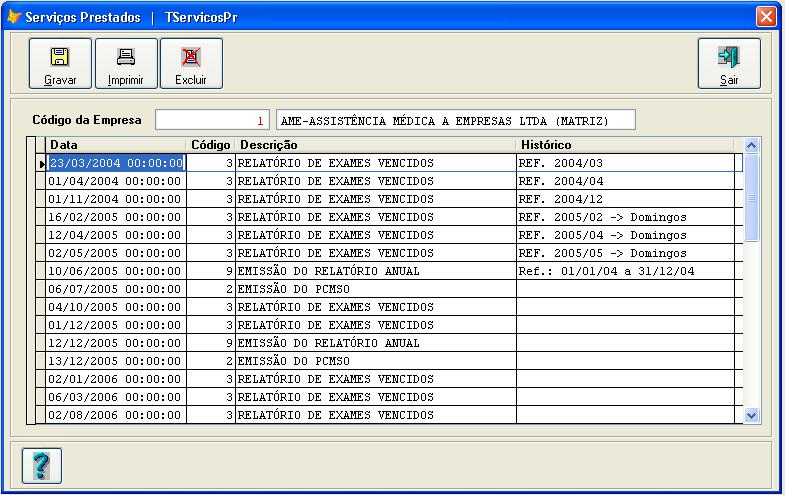 Serviços Prestados | TServicosPr
Gravar Imprimir Excluir Sair
Código da Empresa 1 AME-ASSISTÊNCIA MÉDICA A EMPRESAS LTDA (MATRIZ)
Data Código Descrição Histórico
23/03/2004 00:00:00 3 RELATÓRIO DE EXAMES VENCIDOS REF. 2004/03
01/04/2004 00:00:00 3 RELATÓRIO DE EXAMES VENCIDOS REF. 2004/04
01/11/2004 00:00:00 3 RELATÓRIO DE EXAMES VENCIDOS REF. 2004/12
16/02/2005 00:00:00 3 RELATÓRIO DE EXAMES VENCIDOS REF. 2005/02 -> Domingos
12/04/2005 00:00:00 3 RELATÓRIO DE EXAMES VENCIDOS REF. 2005/04 -> Domingos
02/05/2005 00:00:00 3 RELATÓRIO DE EXAMES VENCIDOS REF. 2005/05 -> Domingos
10/06/2005 00:00:00 9 EMISSÃO DO RELATÓRIO ANUAL Ref.: 01/01/04 a 31/12/04
06/07/2005 00:00:00 2 EMISSÃO DO PCMSO
04/10/2005 00:00:00 3 RELATÓRIO DE EXAMES VENCIDOS
01/12/2005 00:00:00 3 RELATÓRIO DE EXAMES VENCIDOS
12/12/2005 00:00:00 9 EMISSÃO DO RELATÓRIO ANUAL
13/12/2005 00:00:00 2 EMISSÃO DO PCMSO
02/01/2006 00:00:00 3 RELATÓRIO DE EXAMES VENCIDOS
06/03/2006 00:00:00 3 RELATÓRIO DE EXAMES VENCIDOS
02/08/2006 00:00:00 3 RELATÓRIO DE EXAMES VENCIDOS
?